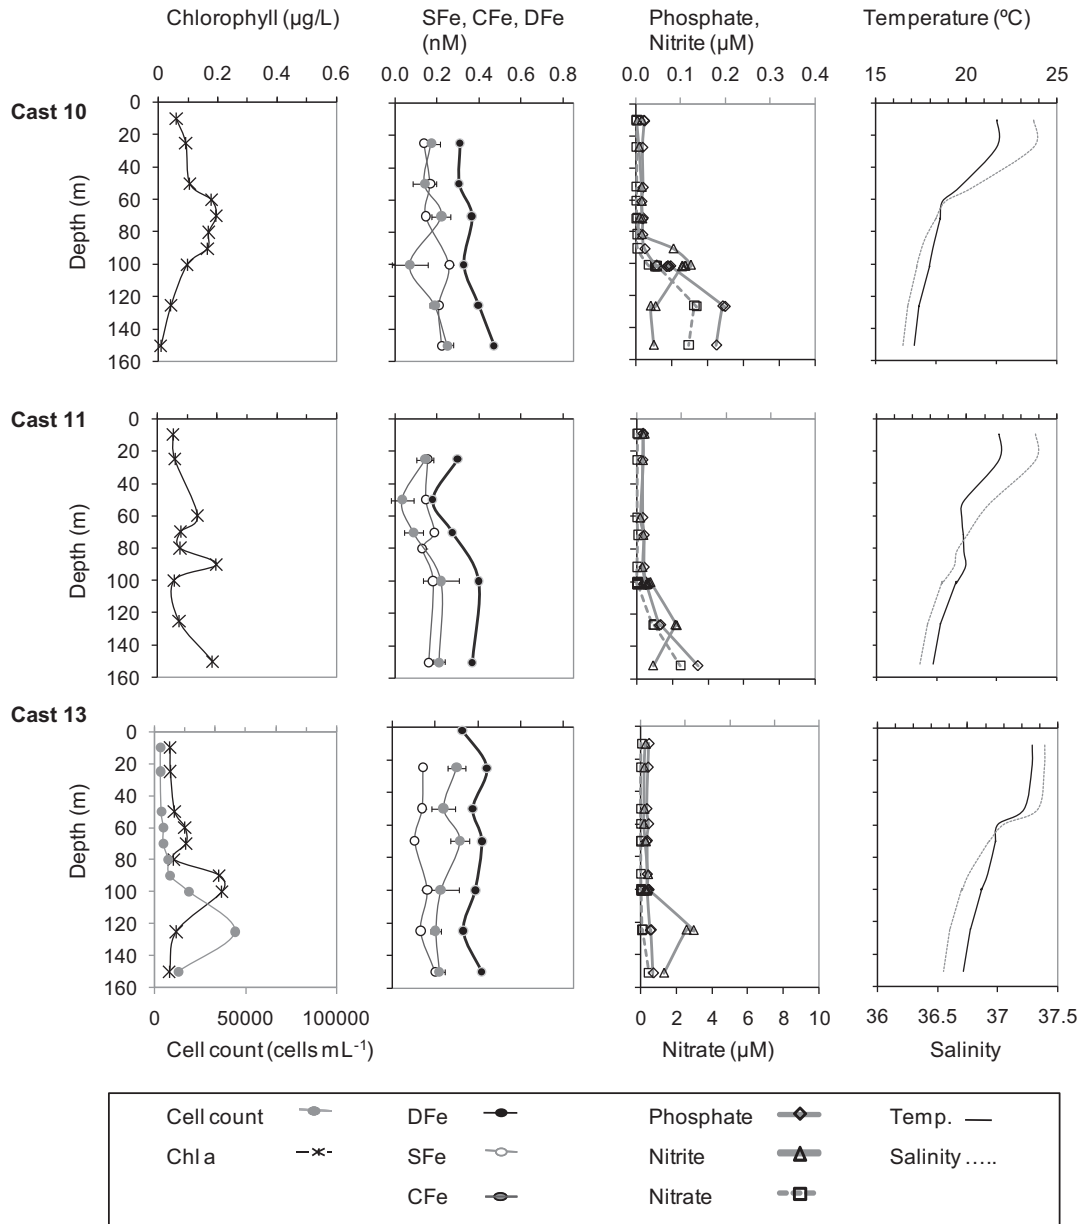 Chlorophyll (µg/L) SFe, CFe, DFe Phosphate, Temperature (ºC)
(nM) Nitrite (µM)
0 0.2 0.4 0.6 0.0 0.2 0.4 0.6 0.8 0.0 0.1 0.2 0.3 0.4 15 20 25
Cast 10
0
20
40
60
80
100
120
140
160
Depth (m)
Cast 11
0
20
40
60
80
100
120
140
160
Depth (m)
Cast 13
0
20
40
60
80
100
120
140
160
Depth (m)
0 50000 100000 0 2 4 6 8 10 36 36.5 37 37.5
Cell count (cells mL⁻¹) Nitrate (µM) Salinity
Cell count DFe Phosphate Temp.
Chl a SFe Nitrite Salinity .....
CFe Nitrate